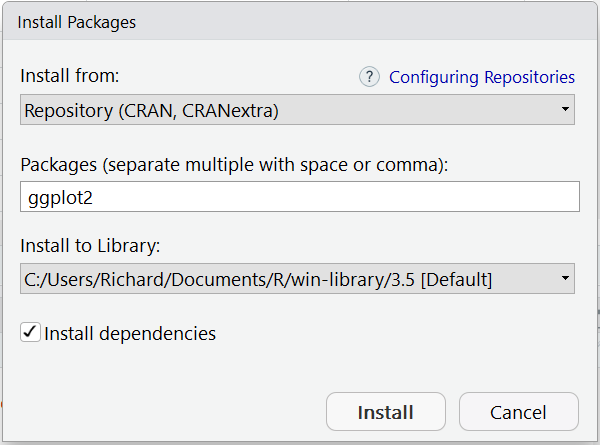 Install Packages
Install from:
? Configuring Repositories
Repository (CRAN, CRANextra)
Packages (separate multiple with space or comma):
ggplot2
Install to Library:
C:/Users/Richard/Documents/R/win-library/3.5 [Default]
Install dependencies
Install
Cancel